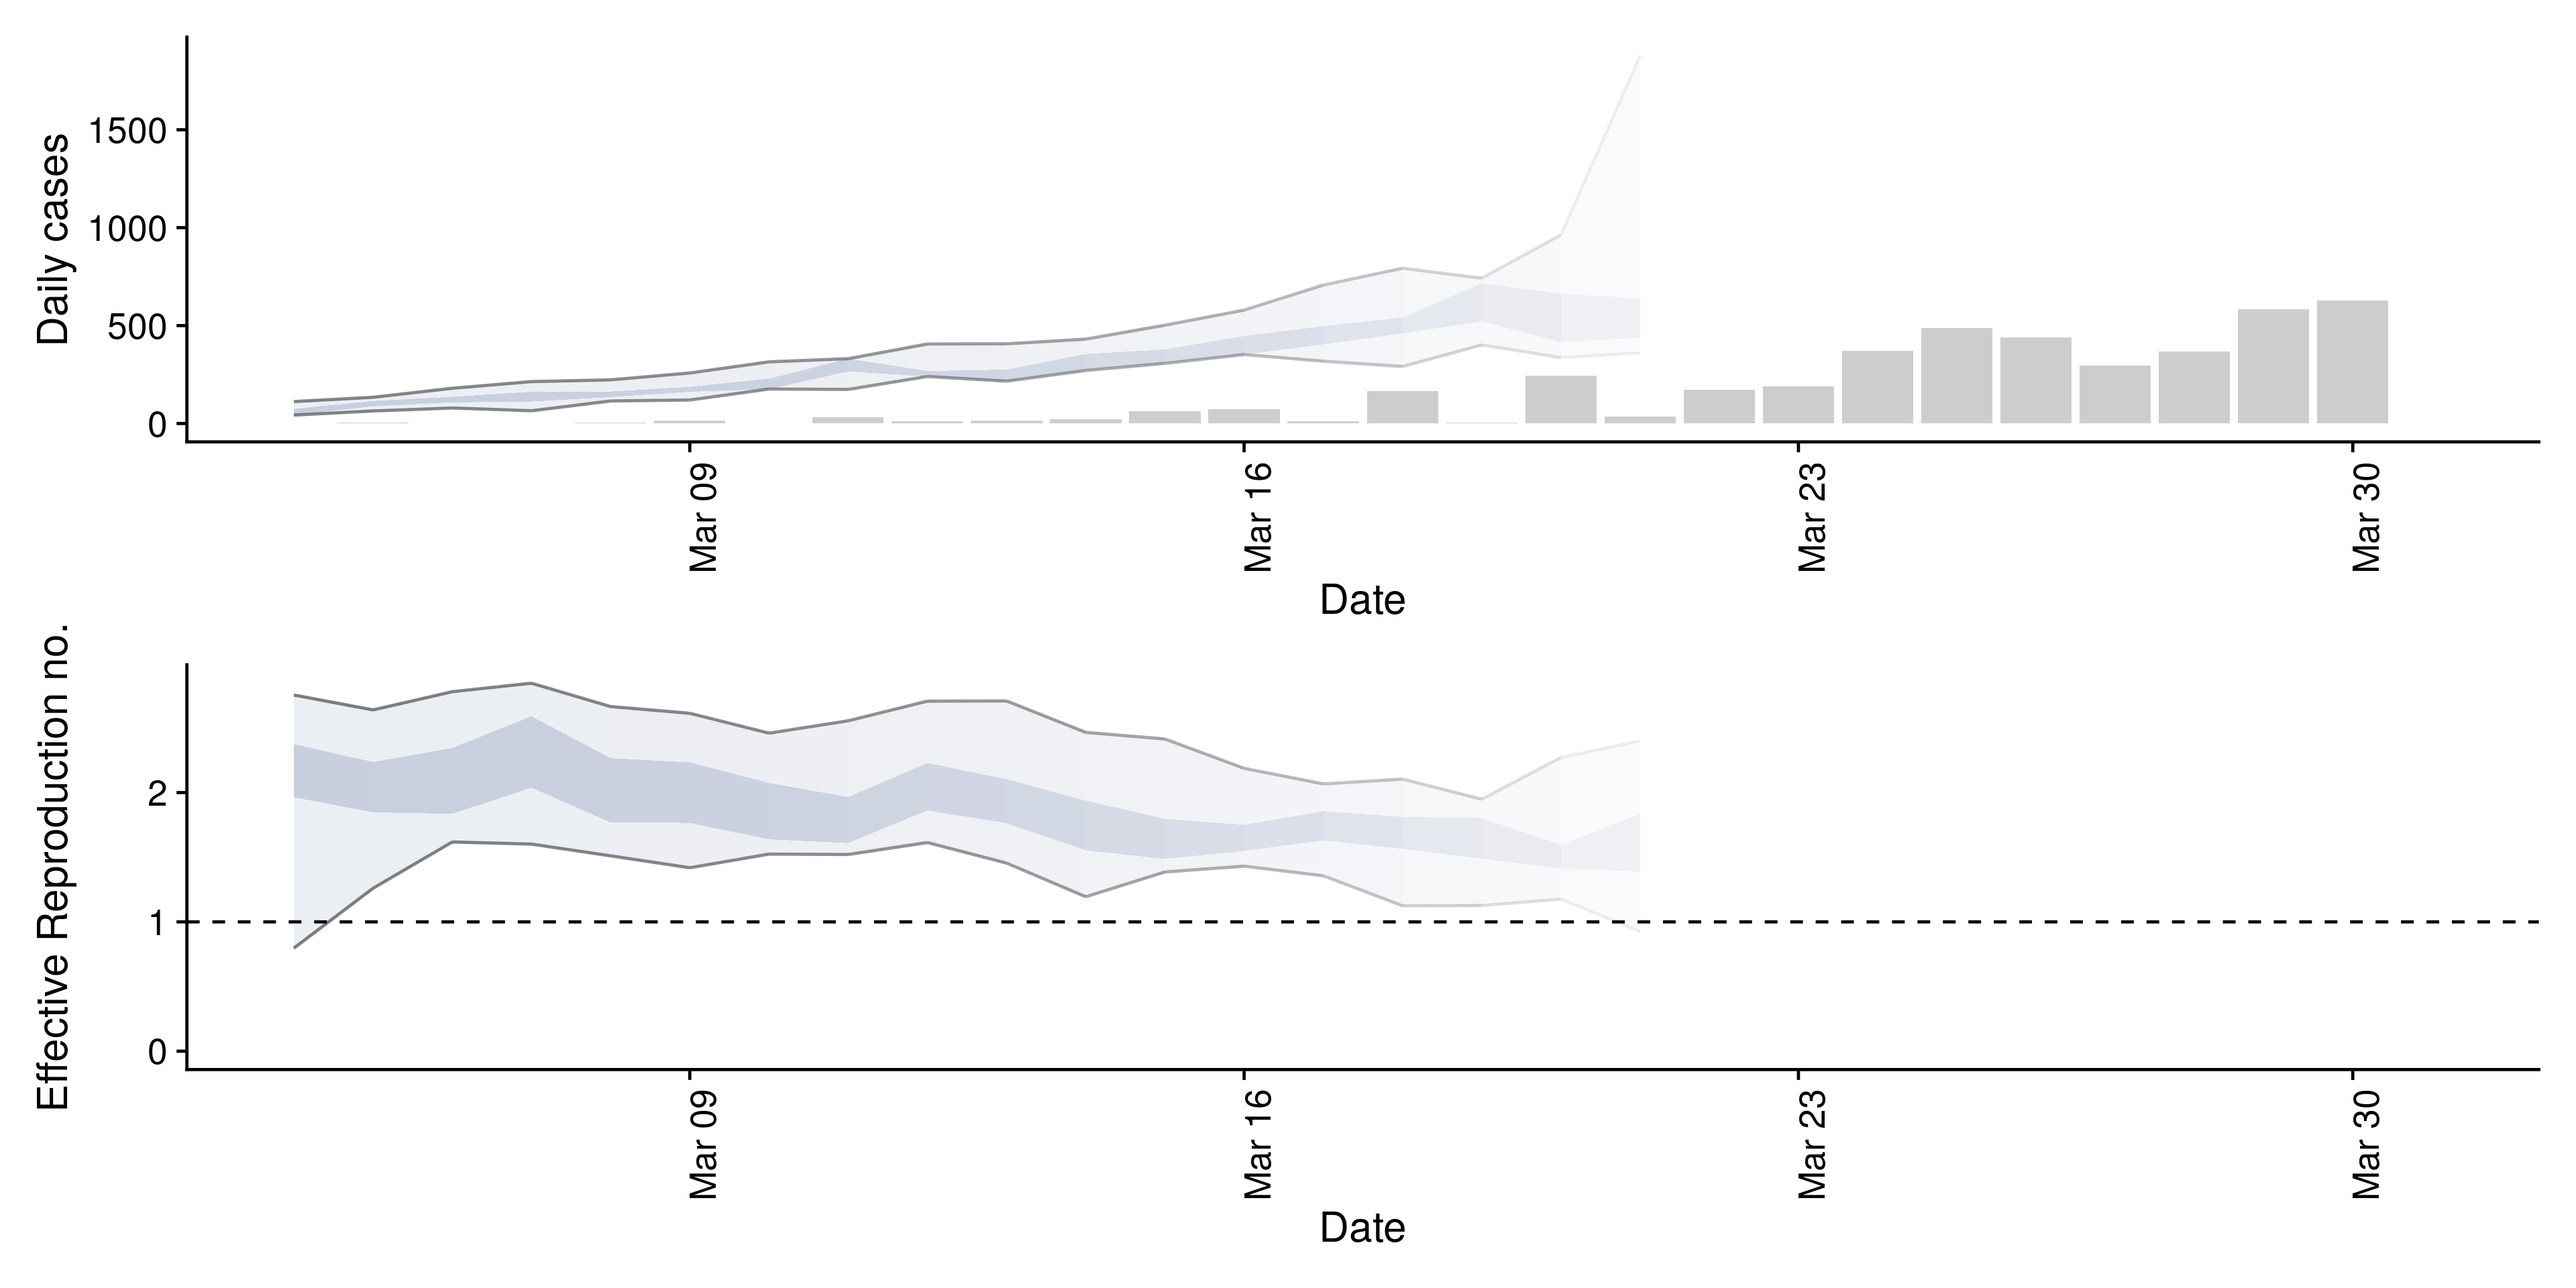 Daily cases
1500
1000
500
0
Mar 09
Mar 16
Mar 23
Mar 30
Date
Effective Reproduction no.
2
1
0
Mar 09
Mar 16
Mar 23
Mar 30
Date